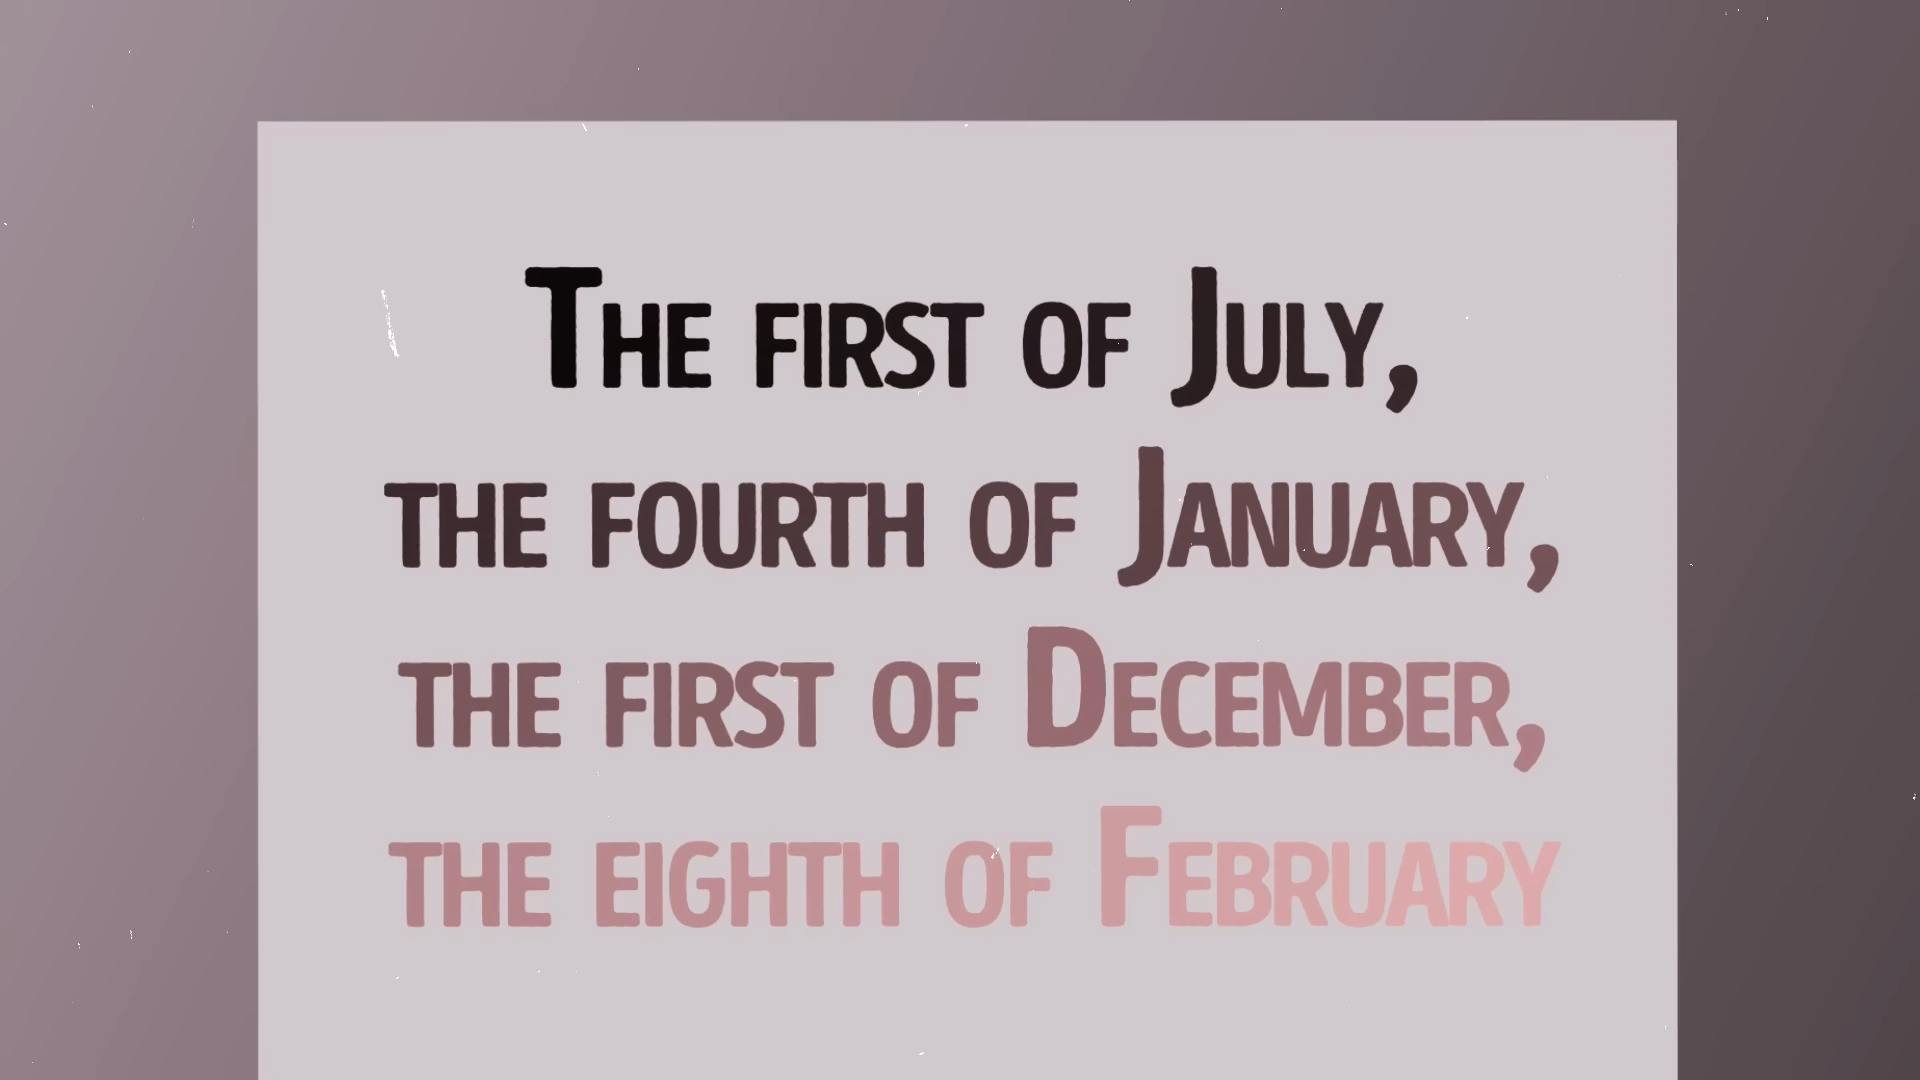 The first of July,
the fourth of January,
the first of December,
the eighth of February